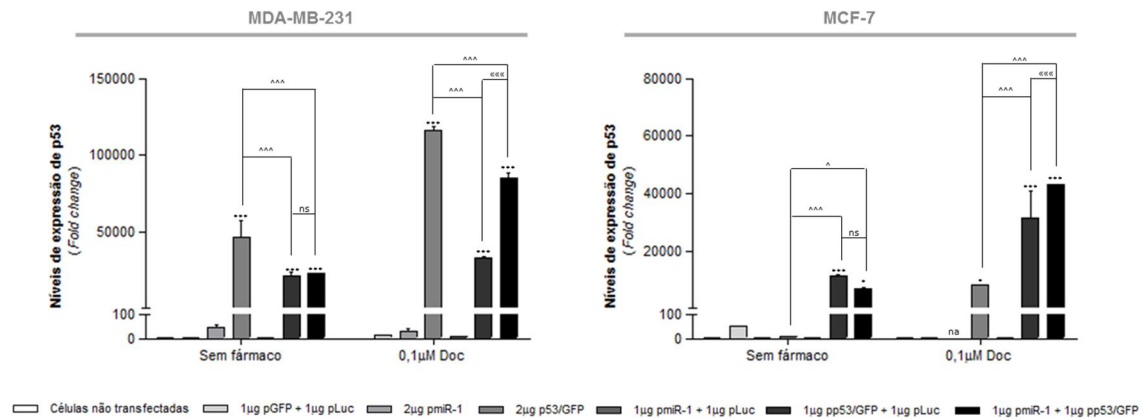 MDA-MB-231
MCF-7
Níveis de expressão de p53
(Fold change)
150000
100000
50000
100
0
^^^
^^^
ns
***
***
***
^^^
^^^
«««
***
***
***
Sem fármaco
0,1µM Doc
Níveis de expressão de p53
(Fold change)
80000
60000
40000
20000
100
0
^
^^^
ns
***
*
^^^
^^^
«««
na
*
***
***
Sem fármaco
0,1µM Doc
Células não transfectadas 1µg pGFP + 1µg pLuc 2µg pmiR-1 2µg p53/GFP 1µg pmiR-1 + 1µg pLuc 1µg pp53/GFP + 1µg pLuc 1µg pmiR-1 + 1µg pp53/GFP